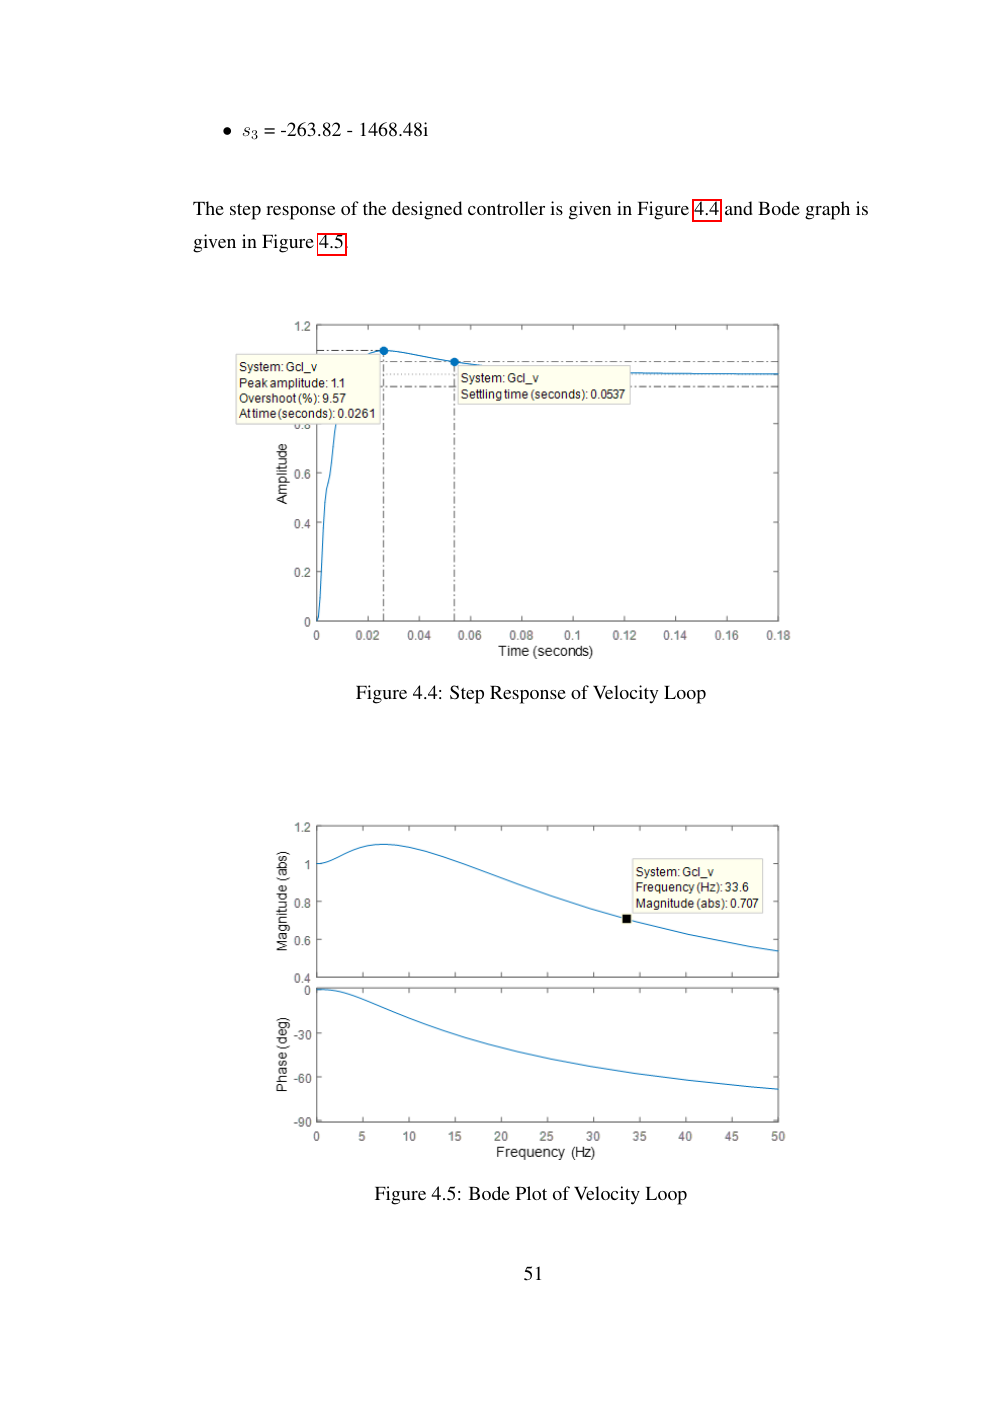 • s3 = -263.82 - 1468.48i
The step response of the designed controller is given in Figure 4.4 and Bode graph is
given in Figure 4.5.
1.2
System: Gcl_v
Peak amplitude: 1.1
Overshoot (%): 9.57
At time (seconds): 0.0261
System: Gcl_v
Settling time (seconds): 0.0537
0.8
0.6
0.4
0.2
0
Amplitude
0 0.02 0.04 0.06 0.08 0.1 0.12 0.14 0.16 0.18
Time (seconds)
Figure 4.4: Step Response of Velocity Loop
1.2
1
0.8
0.6
0.4
Magnitude (abs)
System: Gcl_v
Frequency (Hz): 33.6
Magnitude (abs): 0.707
0
-30
-60
-90
Phase (deg)
0 5 10 15 20 25 30 35 40 45 50
Frequency (Hz)
Figure 4.5: Bode Plot of Velocity Loop
51